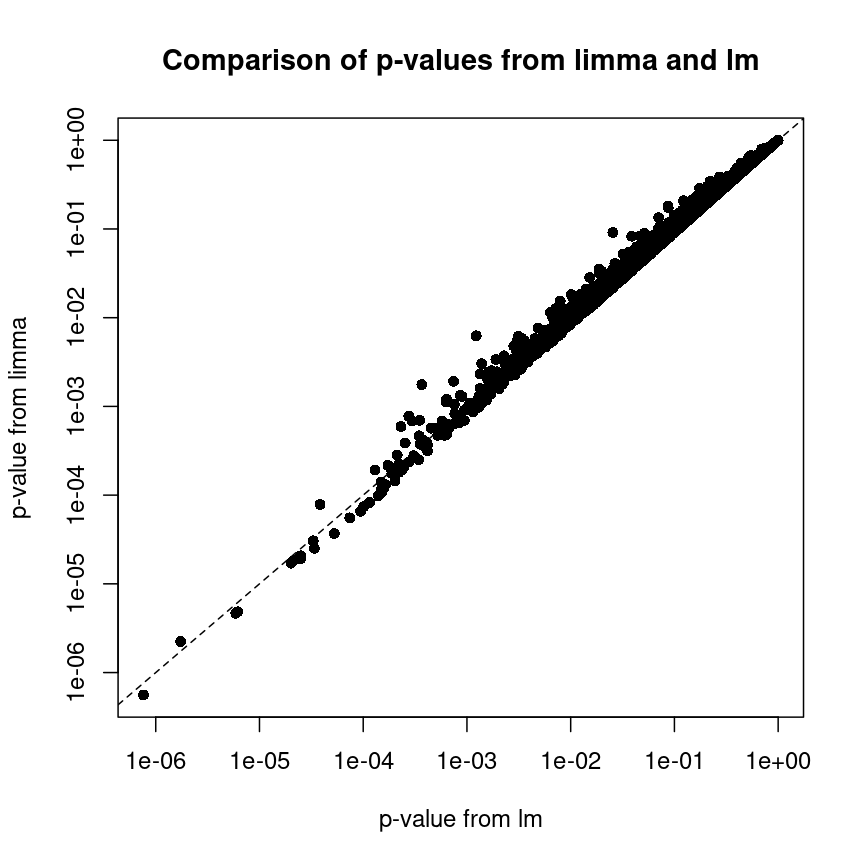 Comparison of p-values from limma and lm
p-value from limma
1e+00
1e-01
1e-02
1e-03
1e-04
1e-05
1e-06
1e-06 1e-05 1e-04 1e-03 1e-02 1e-01 1e+00
p-value from lm